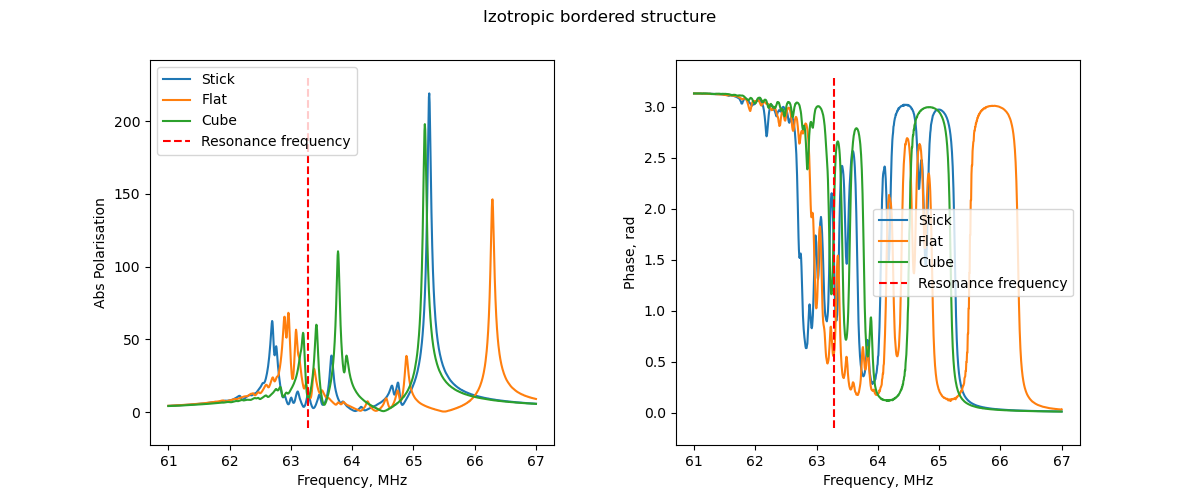 Izotropic bordered structure
Abs Polarisation
200
150
100
50
0
Stick
Flat
Cube
Resonance frequency
61 62 63 64 65 66 67
Frequency, MHz
Phase, rad
3.0
2.5
2.0
1.5
1.0
0.5
0.0
Stick
Flat
Cube
Resonance frequency
61 62 63 64 65 66 67
Frequency, MHz